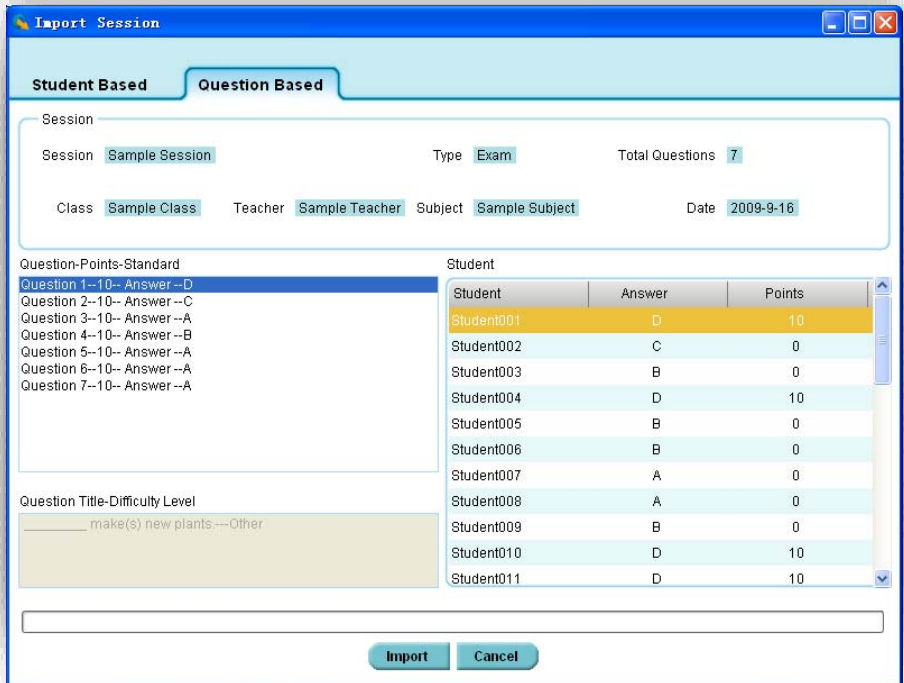 Import Session
Student Based Question Based
Session
Session Sample Session Type Exam Total Questions 7
Class Sample Class Teacher Sample Teacher Subject Sample Subject Date 2009-9-16
Question-Points-Standard
Question 1--10-- Answer --D
Question 2--10-- Answer --C
Question 3--10-- Answer --A
Question 4--10-- Answer --B
Question 5--10-- Answer --A
Question 6--10-- Answer --A
Question 7--10-- Answer --A
Question Title-Difficulty Level
________ make(s) new plants.---Other
Student
Student Answer Points
Student001 D 10
Student002 C 0
Student003 B 0
Student004 D 10
Student005 B 0
Student006 B 0
Student007 A 0
Student008 A 0
Student009 B 0
Student010 D 10
Student011 D 10
Import Cancel